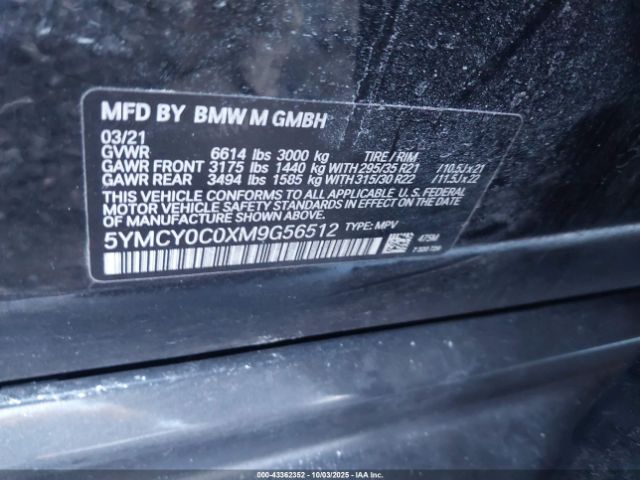 MFD BY BMW M GMBH
03/21
GVWR 6614 lbs 3000 kg TIRE / RIM
GAWR FRONT 3175 lbs 1440 kg WITH 295/35 R21 /10.5Jx21
GAWR REAR 3494 lbs 1585 kg WITH 315/30 R22 /11.5Jx22
THIS VEHICLE CONFORMS TO ALL APPLICABLE U.S. FEDERAL
MOTOR VEHICLE SAFETY STANDARDS IN EFFECT ON THE
DATE OF MANUFACTURE SHOWN ABOVE.
5YMCY0C0XM9G56512 TYPE: MPV
475M
000-43362352 - 10/03/2025 - IAA Inc.